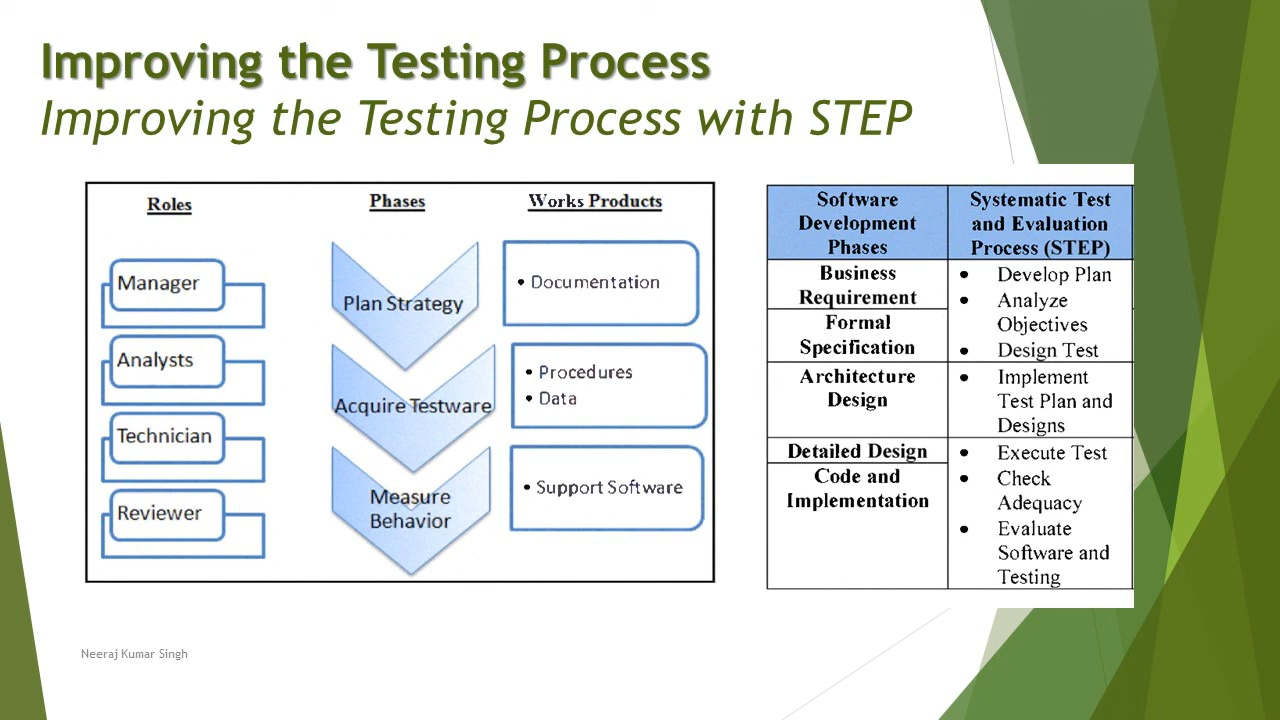 Improving the Testing Process
Improving the Testing Process with STEP
Roles
Phases
Works Products
Manager
Analysts
Technician
Reviewer
Plan Strategy
Acquire Testware
Measure
Behavior
• Documentation
• Procedures
• Data
• Support Software
Software
Development
Phases
Systematic Test
and Evaluation
Process (STEP)
Business
Requirement
Formal
Specification
• Develop Plan
• Analyze
Objectives
• Design Test
Architecture
Design
• Implement
Test Plan and
Designs
Detailed Design
Code and
Implementation
• Execute Test
• Check
Adequacy
• Evaluate
Software and
Testing
Neeraj Kumar Singh